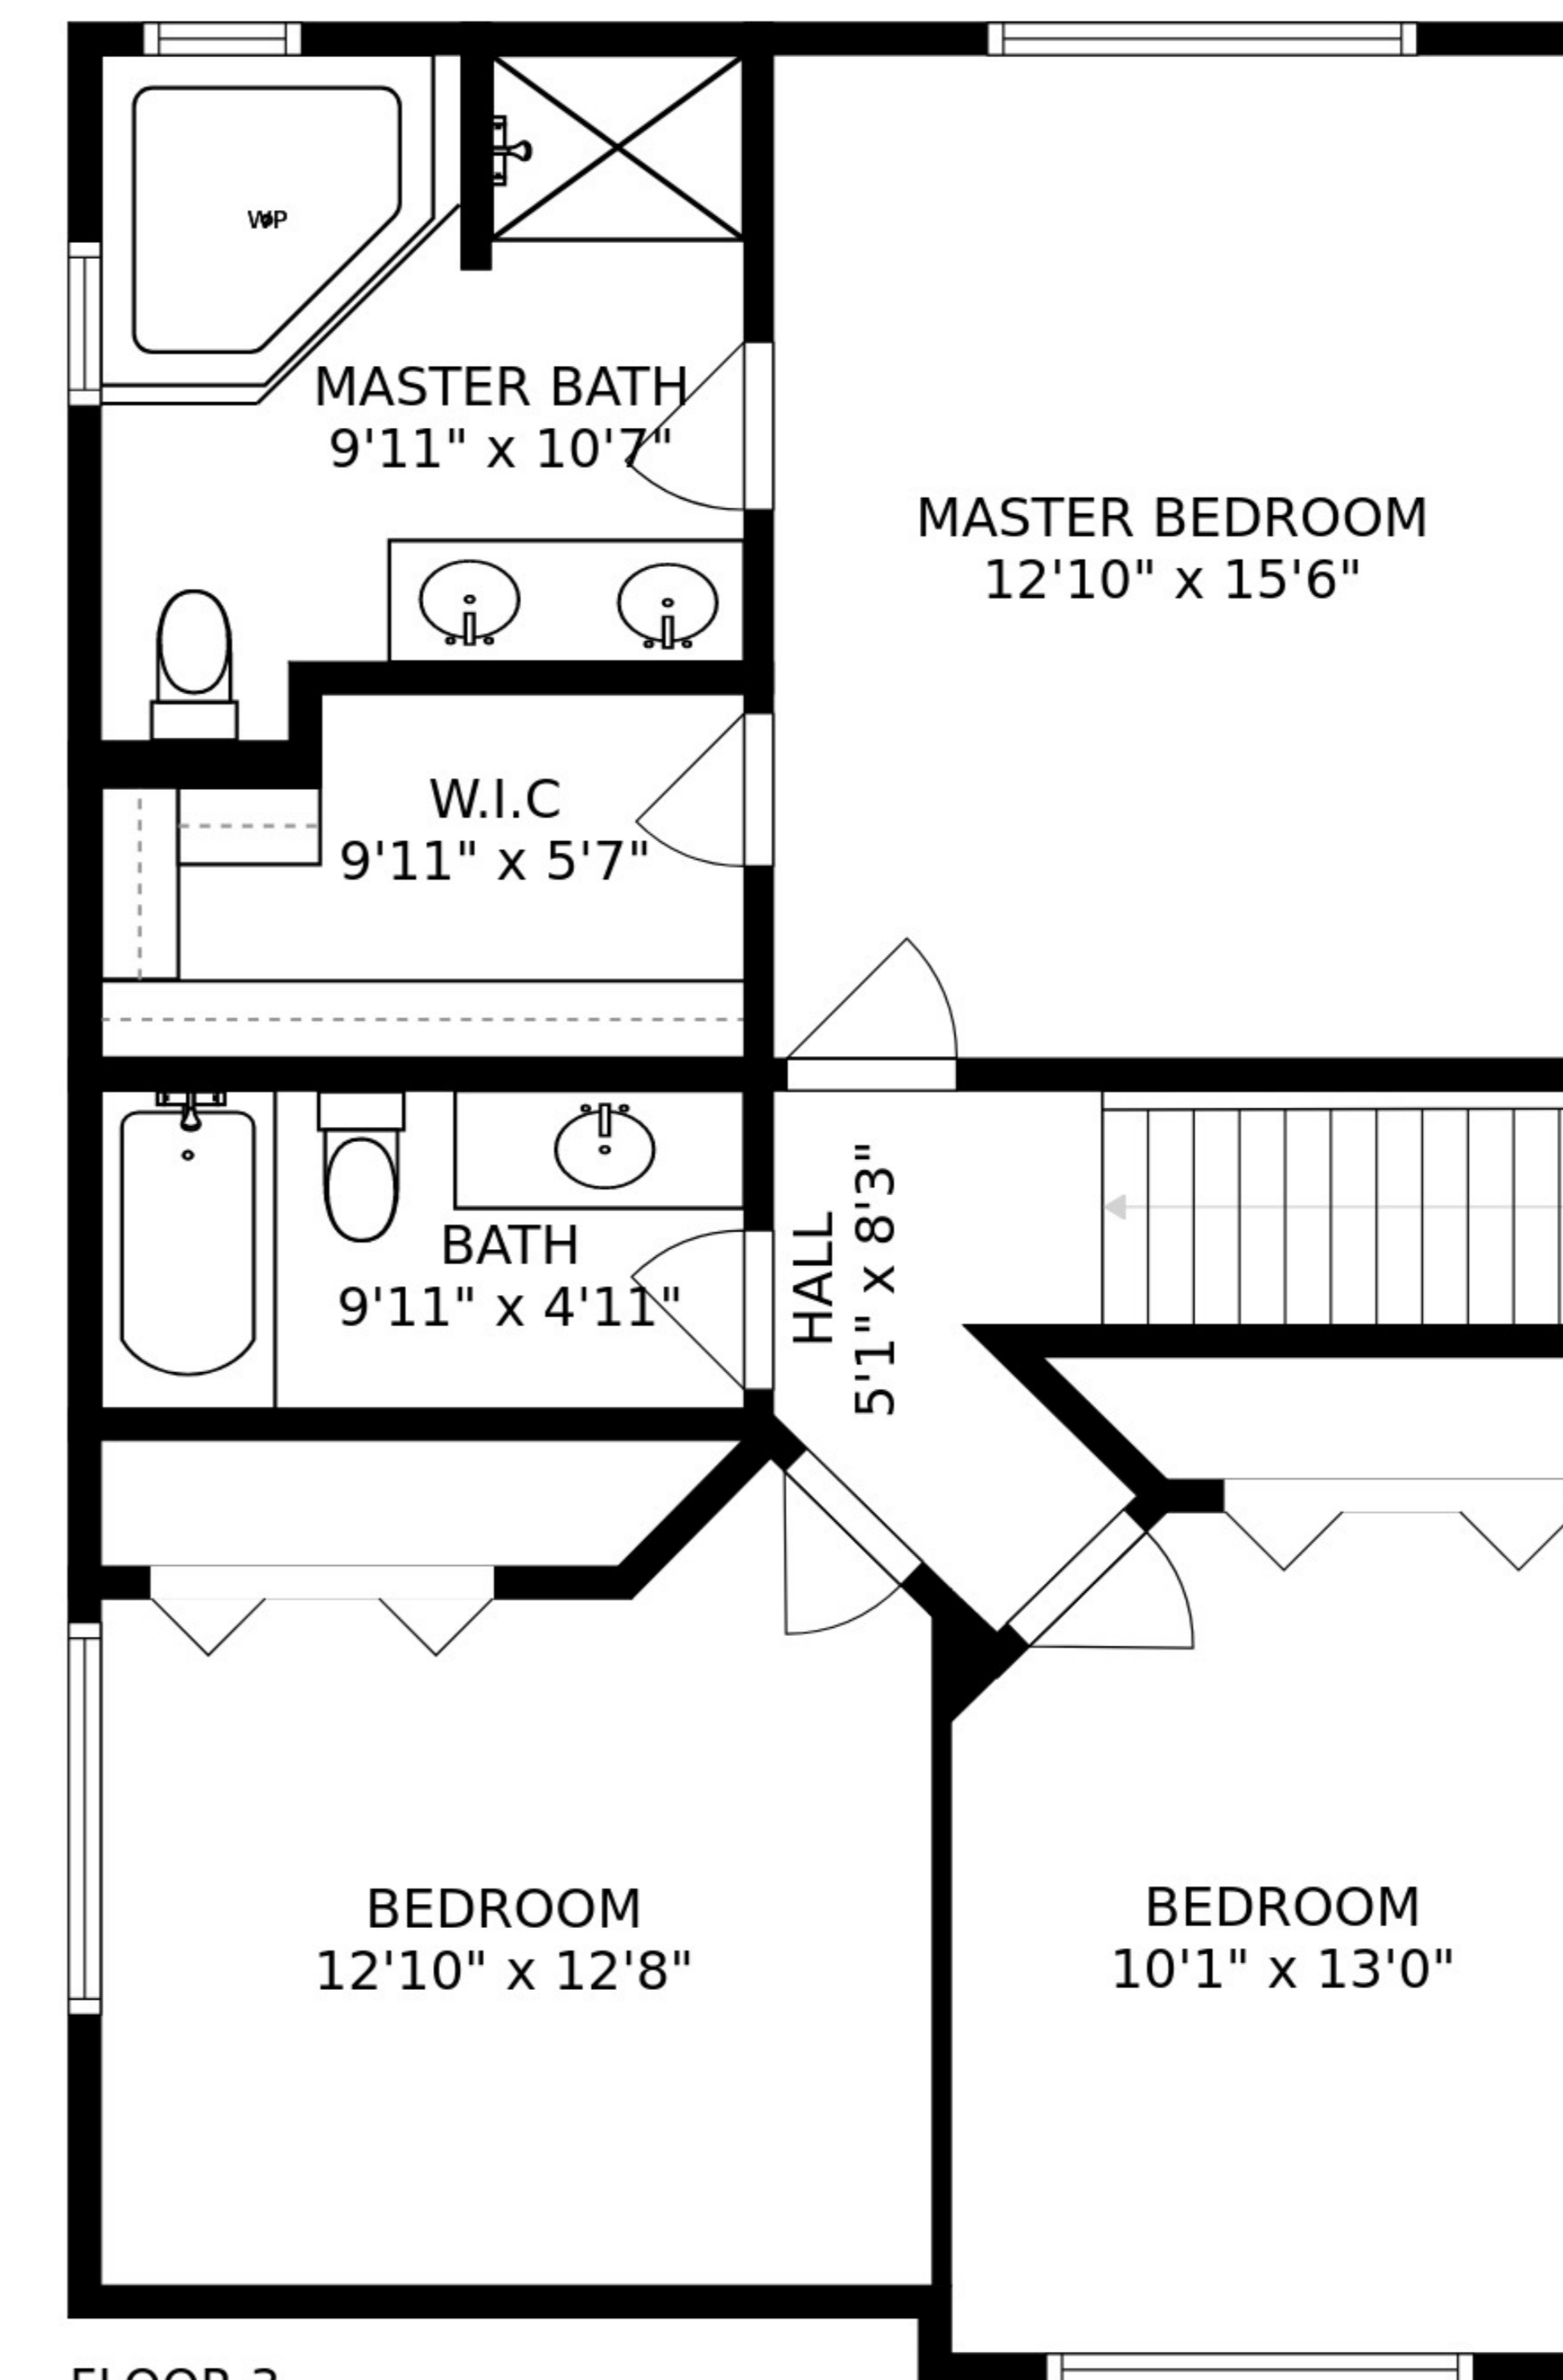 WP
MASTER BATH
9'11" x 10'7"
MASTER BEDROOM
12'10" x 15'6"
W.I.C
9'11" x 5'7"
HALL
5'1" x 8'3"
BATH
9'11" x 4'11"
BEDROOM
12'10" x 12'8"
BEDROOM
10'1" x 13'0"